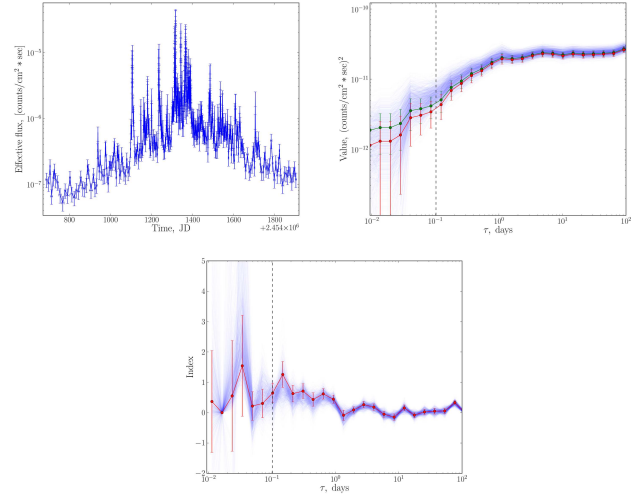 Effective flux, [counts/cm² * sec]
10⁻⁵
10⁻⁶
10⁻⁷
800 1000 1200 1400 1600 1800
Time, JD
+2.454×10⁶
Value, (counts/cm² * sec)²
10⁻¹⁰
10⁻¹¹
10⁻¹²
10⁻² 10⁻¹ 10⁰ 10¹ 10²
τ, days
Index
5
4
3
2
1
0
−1
−2
10⁻² 10⁻¹ 10⁰ 10¹ 10²
τ, days